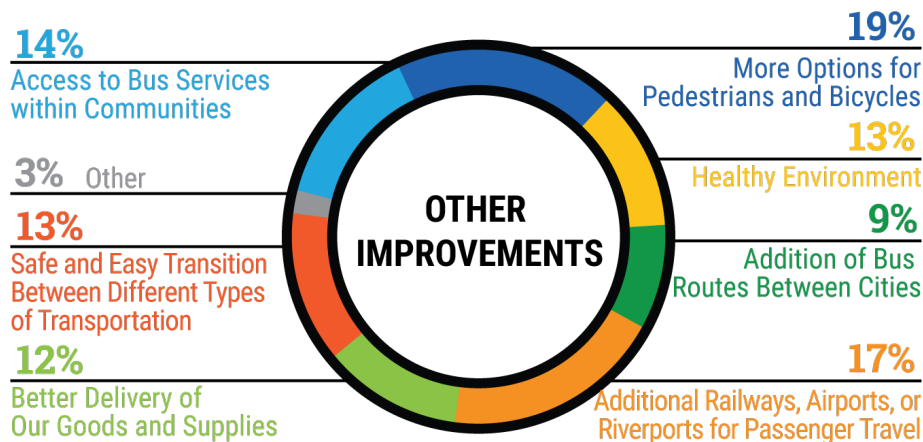 14%
Access to Bus Services
within Communities
3% Other
13%
Safe and Easy Transition
Between Different Types
of Transportation
12%
Better Delivery of
Our Goods and Supplies
OTHER
IMPROVEMENTS
19%
More Options for
Pedestrians and Bicycles
13%
Healthy Environment
9%
Addition of Bus
Routes Between Cities
17%
Additional Railways, Airports, or
Riverports for Passenger Travel